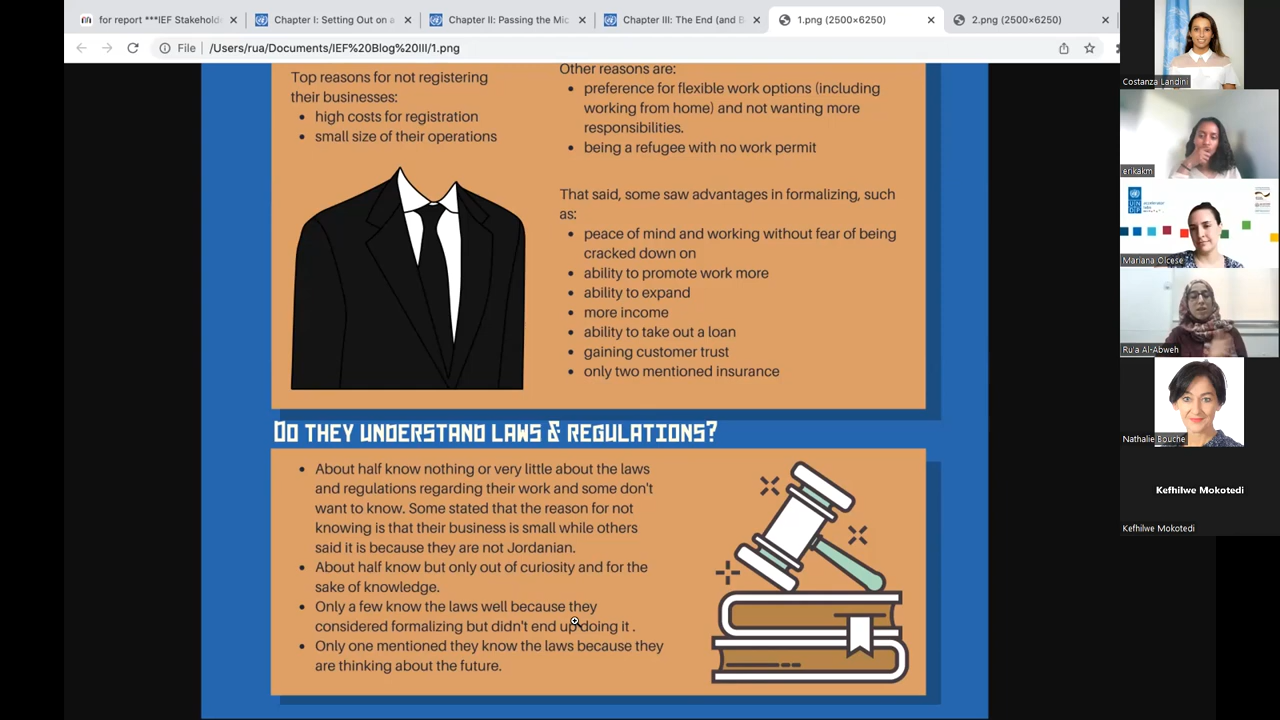 for report ***IEF Stakehold
Chapter I: Setting Out on a
Chapter II: Passing the Mic
Chapter III: The End (and B
1.png (2500×6250)
2.png (2500×6250)
File
/Users/rua/Documents/IEF%20Blog%20III/1.png
Top reasons for not registering
their businesses:
• high costs for registration
• small size of their operations
Other reasons are:
• preference for flexible work options (including
working from home) and not wanting more
responsibilities.
• being a refugee with no work permit
That said, some saw advantages in formalizing, such
as:
• peace of mind and working without fear of being
cracked down on
• ability to promote work more
• ability to expand
• more income
• ability to take out a loan
• gaining customer trust
• only two mentioned insurance
DO THEY UNDERSTAND LAWS & REGULATIONS?
• About half know nothing or very little about the laws
and regulations regarding their work and some don't
want to know. Some stated that the reason for not
knowing is that their business is small while others
said it is because they are not Jordanian.
• About half know but only out of curiosity and for the
sake of knowledge.
• Only a few know the laws well because they
considered formalizing but didn't end up doing it .
• Only one mentioned they know the laws because they
are thinking about the future.
Costanza Landini
erikakm
Mariana Olcese
Ru'a Al-Abweh
Nathalie Bouche
Kefhilwe Mokotedi
Kefhilwe Mokotedi